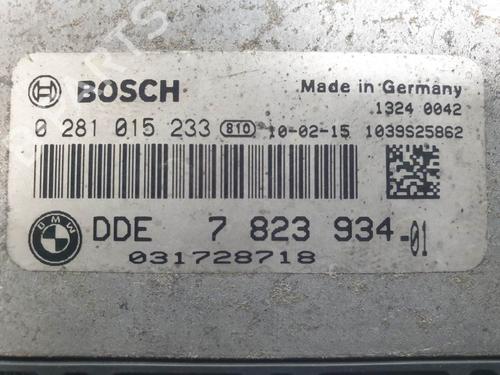 BOSCH
Made in Germany
1324 0042
0 281 015 233 810 10-02-15 1039S25862
BMW
DDE 7 823 934-01
031728718